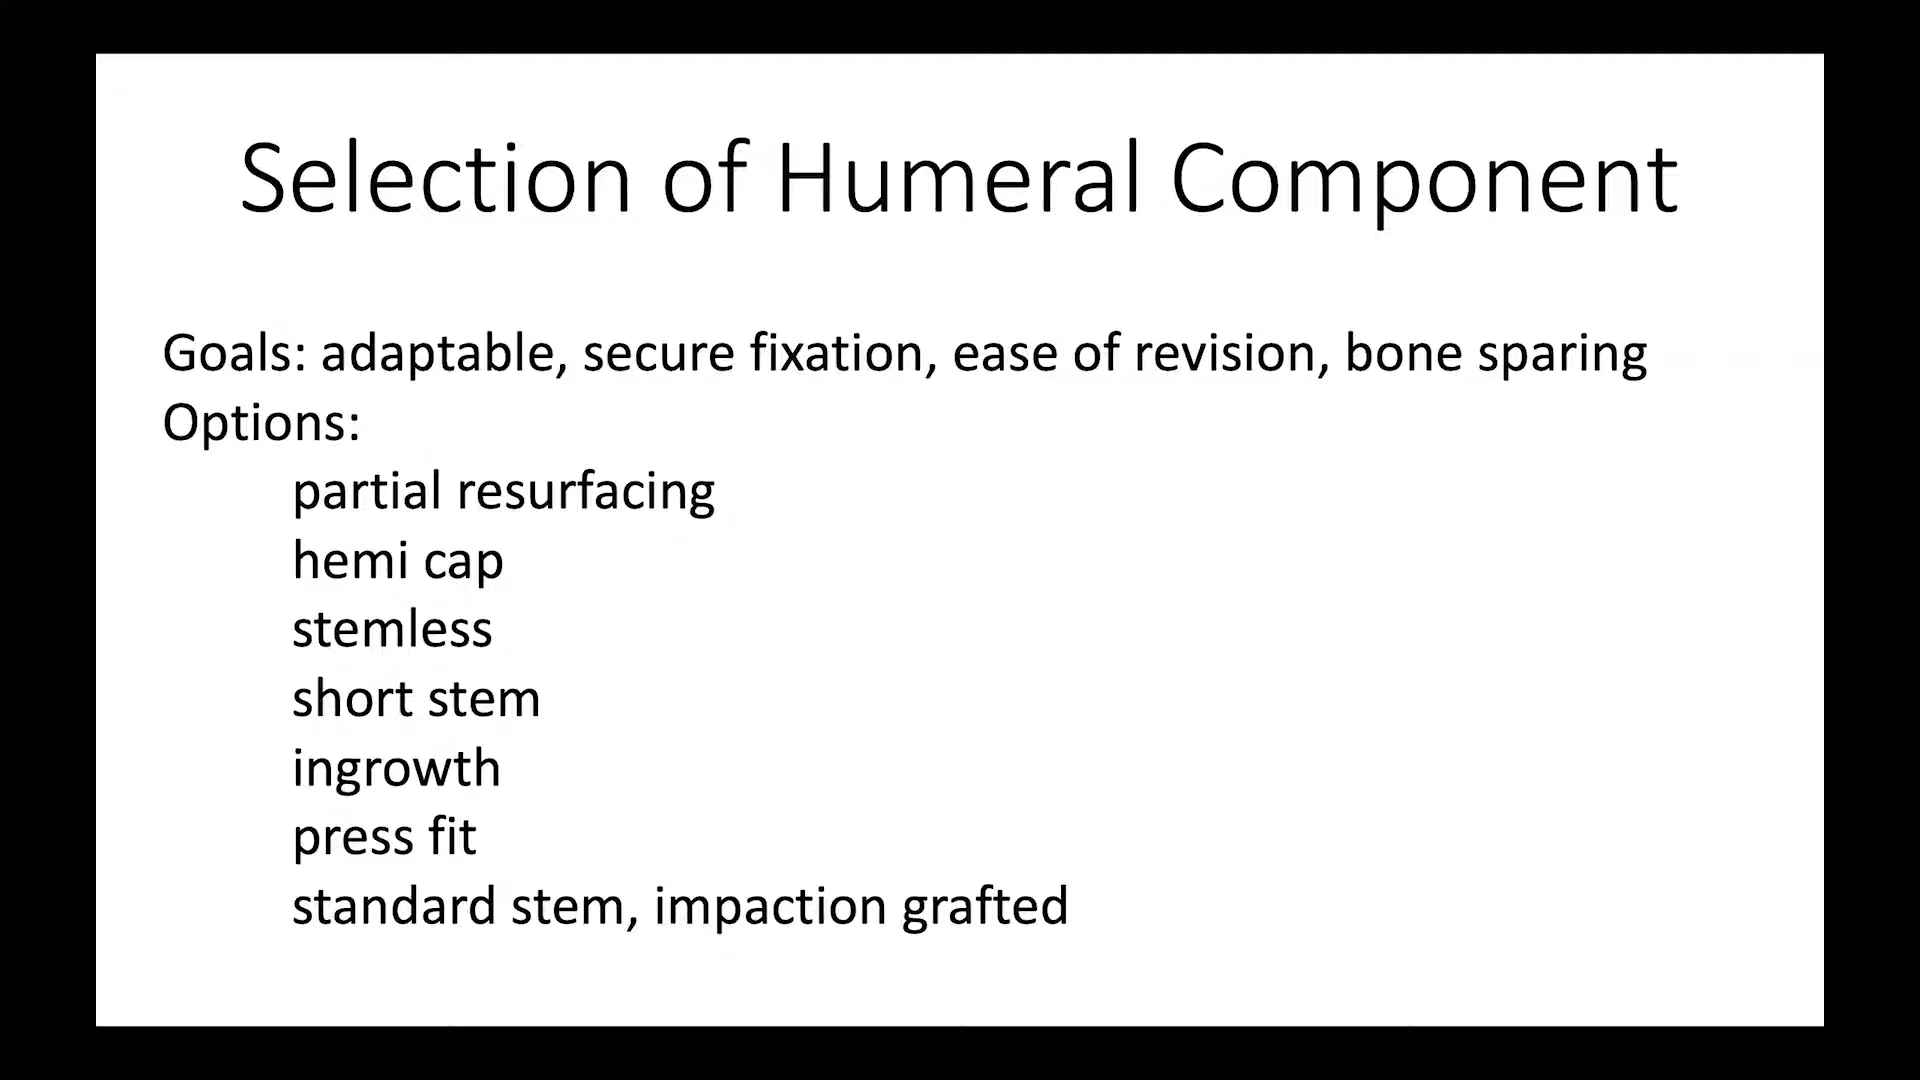 Selection of Humeral Component
Goals: adaptable, secure fixation, ease of revision, bone sparing
Options:
partial resurfacing
hemi cap
stemless
short stem
ingrowth
press fit
standard stem, impaction grafted